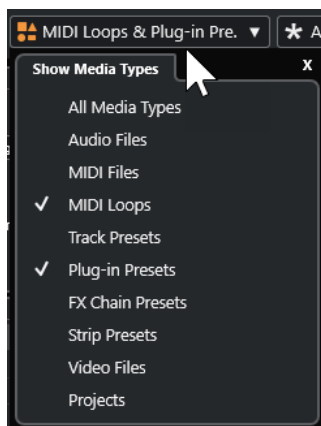 MIDI Loops & Plug-in Pre. ▼ A
Show Media Types X
All Media Types
Audio Files
MIDI Files
✓ MIDI Loops
Track Presets
✓ Plug-in Presets
FX Chain Presets
Strip Presets
Video Files
Projects